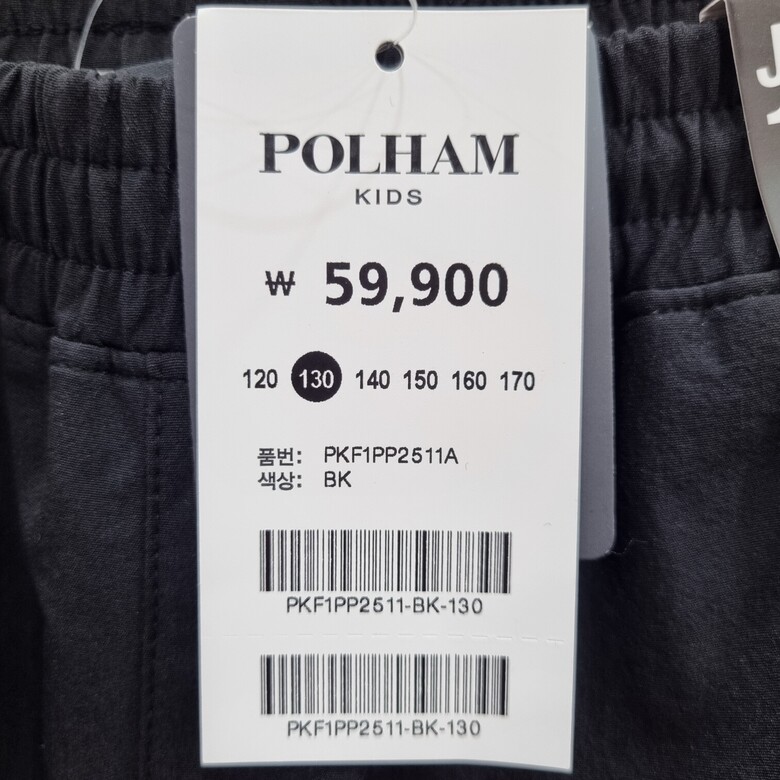 POLHAM
KIDS
₩ 59,900
120 130 140 150 160 170
품번: PKF1PP2511A
색상: BK
PKF1PP2511-BK-130
PKF1PP2511-BK-130